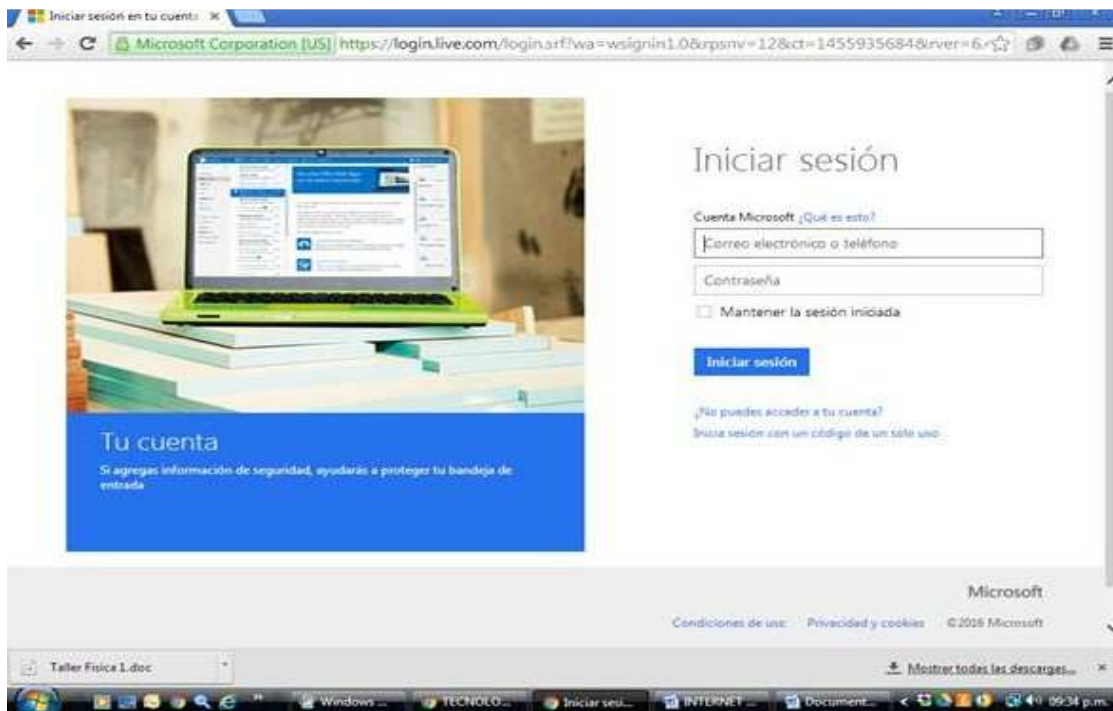 Iniciar sesión en tu cuenta
Microsoft Corporation [US] https://login.live.com/login.srf?wa=wsignin1.0&rpsnv=12&ct=1455935684&rver=6.
Iniciar sesión
Cuenta Microsoft ¿Qué es esto?
Correo electrónico o teléfono
Contraseña
Mantener la sesión iniciada
Iniciar sesión
¿No puedes acceder a tu cuenta?
Inicia sesión con un código de un solo uso
Tu cuenta
Si agregas información de seguridad, ayudarás a proteger tu bandeja de
entrada
Microsoft
Condiciones de uso Privacidad y cookies ©2016 Microsoft
Taller Fisica 1.doc
Mostrar todas las descargas...
Windows ... TECNOLO... Iniciar sesi... INTERNET ... Document... 09:34 p.m.